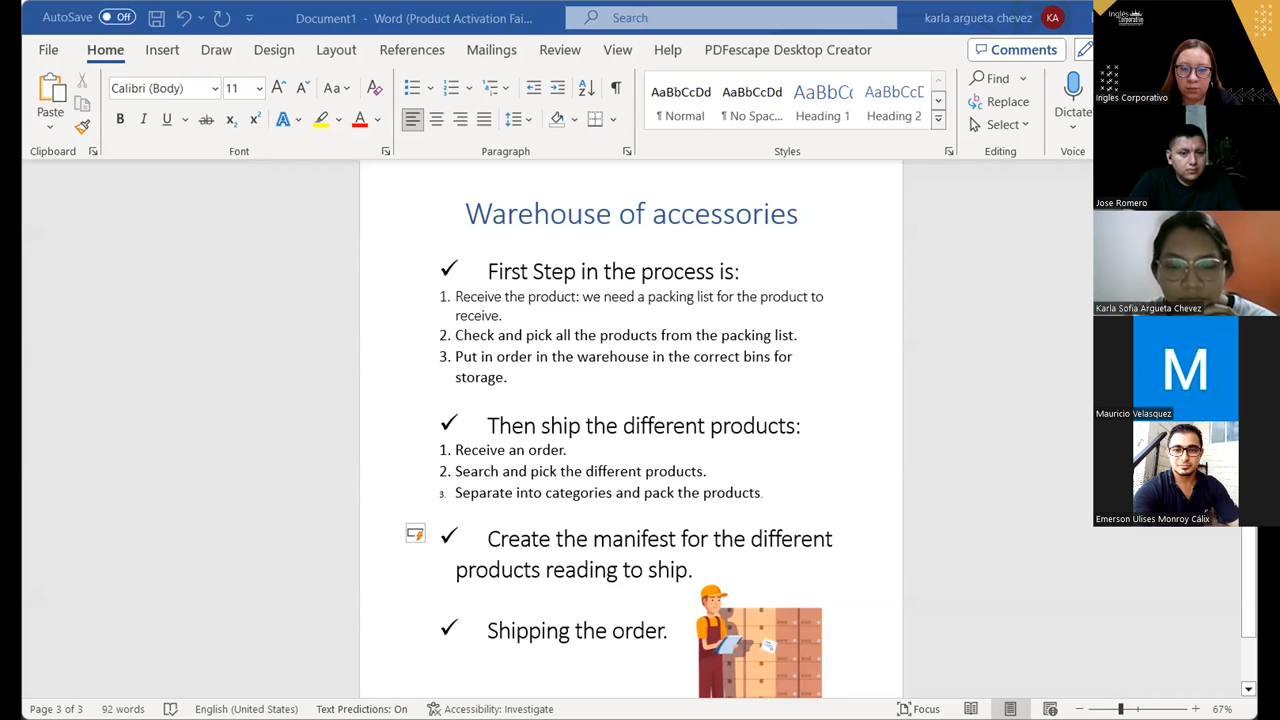 AutoSave Off Document1 - Word (Product Activation Fai... Search karla argueta chevez KA
File Home Insert Draw Design Layout References Mailings Review View Help PDFescape Desktop Creator Comments
Paste Calibri (Body) 11 Aa AaBbCcDd AaBbCcDd AaBbCc AaBbCcD Find Replace Select Dictate
Normal No Spac... Heading 1 Heading 2
Clipboard Font Paragraph Styles Editing Voice
Warehouse of accessories
✓ First Step in the process is:
1. Receive the product: we need a packing list for the product to
receive.
2. Check and pick all the products from the packing list.
3. Put in order in the warehouse in the correct bins for
storage.
✓ Then ship the different products:
1. Receive an order.
2. Search and pick the different products.
3. Separate into categories and pack the products.
✓ Create the manifest for the different
products reading to ship.
✓ Shipping the order.
Page 3 of 3 92 words English (United States) Text Predictions: On Accessibility: Investigate Focus 67%
Inglés Corporativo
Ingles Corporativo
Jose Romero
Karla Sofia Argueta Chevez
M
Mauricio Velasquez
Emerson Ulises Monroy Cálix